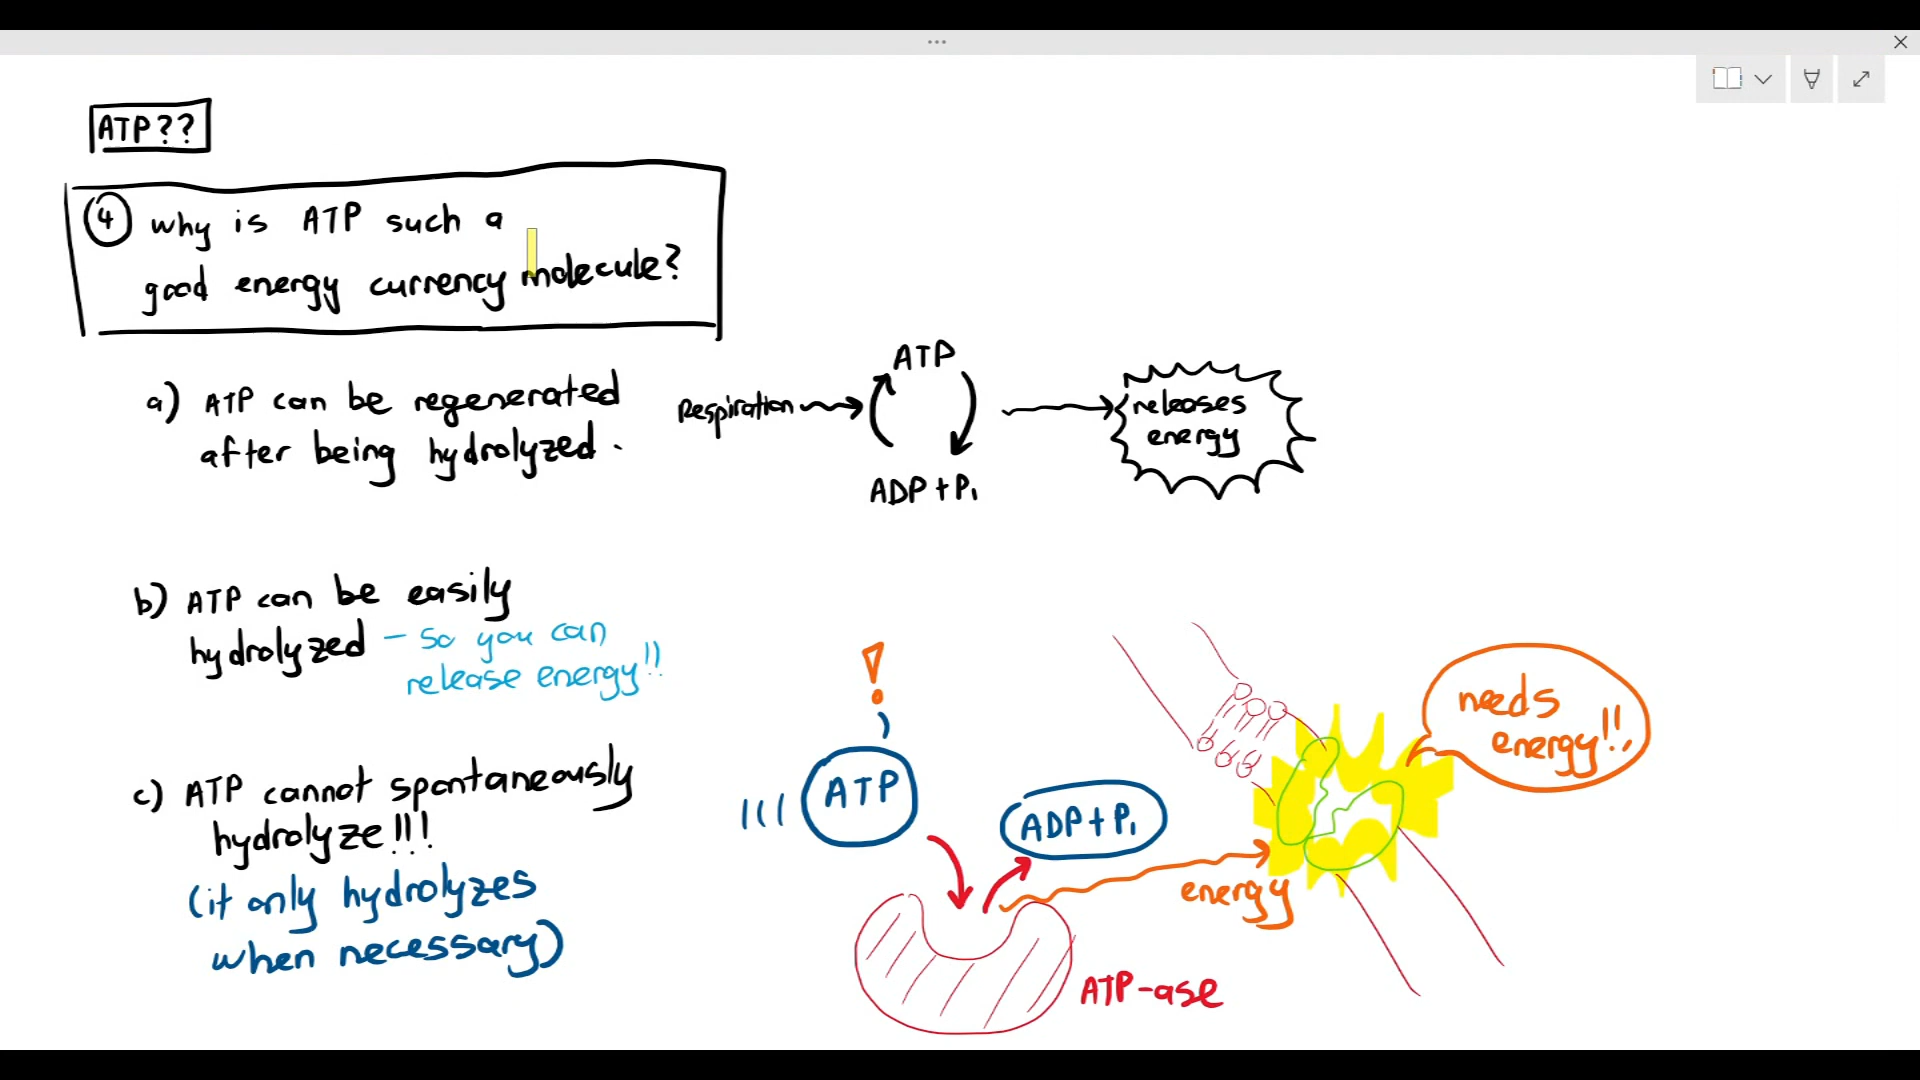 ATP??
4 why is ATP such a
good energy currency molecule?
a) ATP can be regenerated
after being hydrolyzed.
Respiration
ATP
ADP+Pi
releases
energy
b) ATP can be easily
hydrolyzed - so you can
release energy!!
c) ATP cannot spontaneously
hydrolyze!!!
(it only hydrolyzes
when necessary)
!
ATP
ADP+Pi
energy
ATP-ase
needs
energy!!